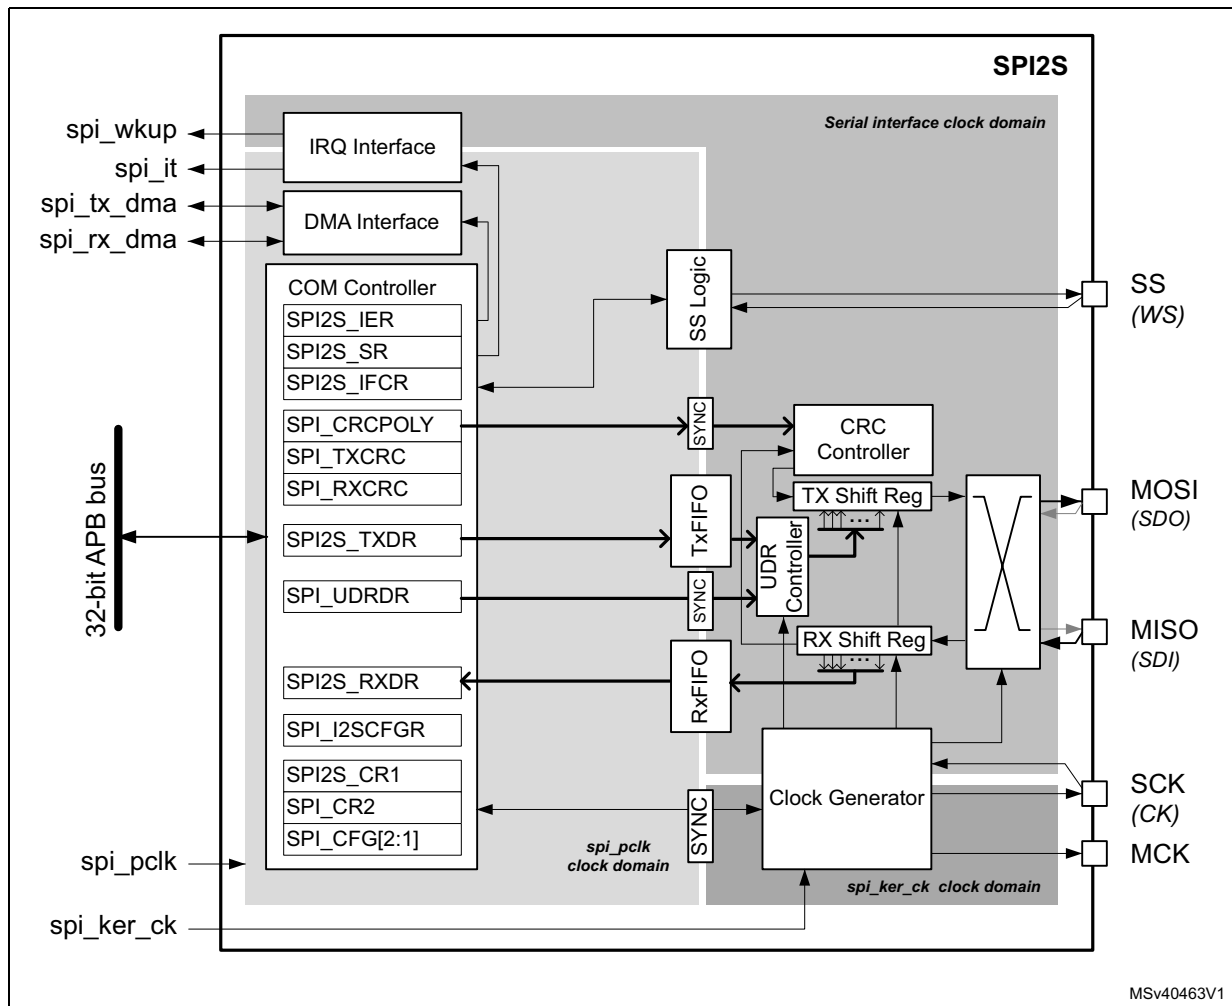 SPI2S
Serial interface clock domain
spi_wkup
spi_it
spi_tx_dma
spi_rx_dma
IRQ Interface
DMA Interface
COM Controller
SPI2S_IER
SPI2S_SR
SPI2S_IFCR
SPI_CRCPOLY
SPI_TXCRC
SPI_RXCRC
SPI2S_TXDR
SPI_UDRDR
SPI2S_RXDR
SPI_I2SCFGR
SPI2S_CR1
SPI_CR2
SPI_CFG[2:1]
32-bit APB bus
spi_pclk
spi_ker_ck
SS Logic
SYNC
TxFIFO
SYNC
RxFIFO
SYNC
spi_pclk
clock domain
CRC
Controller
TX Shift Reg
...
UDR
Controller
RX Shift Reg
...
Clock Generator
spi_ker_ck clock domain
SS
(WS)
MOSI
(SDO)
MISO
(SDI)
SCK
(CK)
MCK
MSv40463V1